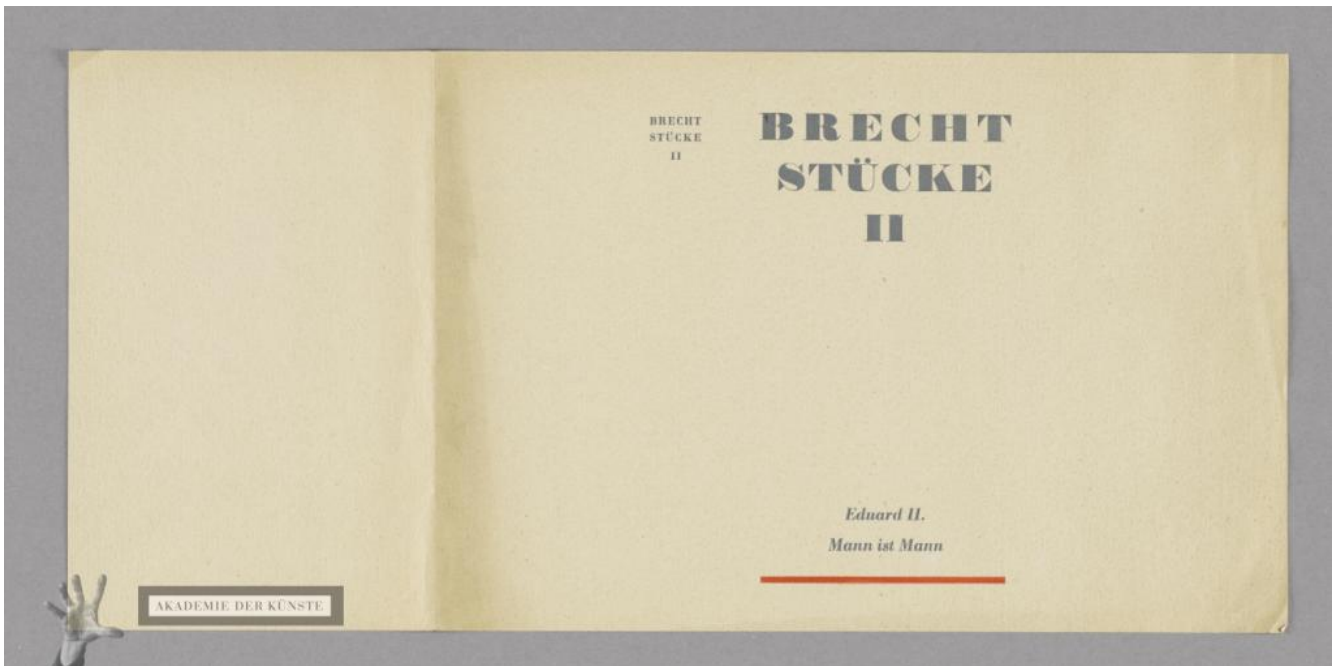 BRECHT
STÜCKE
II
BRECHT
STÜCKE
II
Eduard II.
Mann ist Mann
AKADEMIE DER KÜNSTE